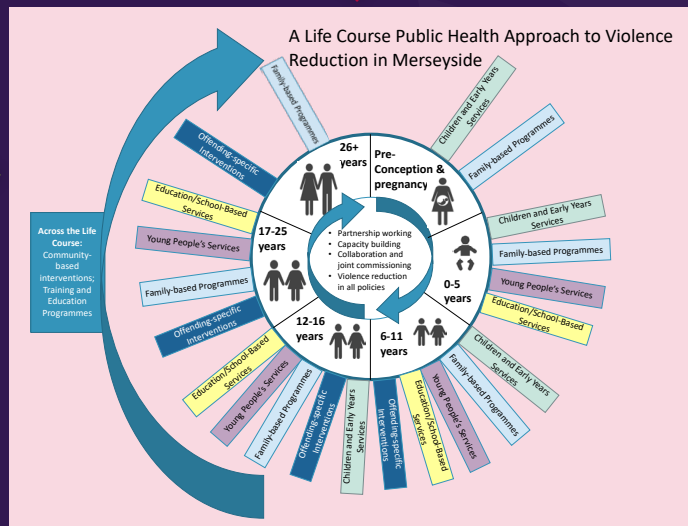 A Life Course Public Health Approach to Violence
Reduction in Merseyside
Across the Life
Course:
Community-
based
interventions;
Training and
Education
Programmes
Pre-
Conception &
pregnancy
0-5
years
6-11
years
12-16
years
17-25
years
26+
years
• Partnership working
• Capacity building
• Collaboration and
joint commissioning
• Violence reduction
in all policies
Children and Early Years
Services
Family-based Programmes
Children and Early Years
Services
Family-based Programmes
Young People's Services
Education/School-Based
Services
Children and Early Years
Services
Family-based Programmes
Young People's Services
Education/School-Based
Services
Offending-specific
Interventions
Children and Early Years
Services
Offending-specific
Interventions
Family-based Programmes
Young People's Services
Education/School-Based
Services
Offending-specific
Interventions
Family-based Programmes
Young People's Services
Education/School-Based
Services
Offending-specific
Interventions
Family-based Programmes